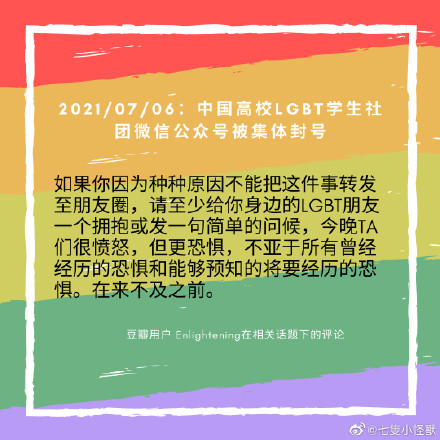 2021/07/06：中国高校LGBT学生社
团微信公众号被集体封号
如果你因为种种原因不能把这件事转发
至朋友圈，请至少给你身边的LGBT朋友
一个拥抱或发一句简单的问候，今晚TA
们很愤怒，但更恐惧，不亚于所有曾经
经历的恐惧和能够预知的将要经历的恐
惧。在来不及之前。
豆瓣用户 Enlightening在相关话题下的评论
@七隻小怪獸